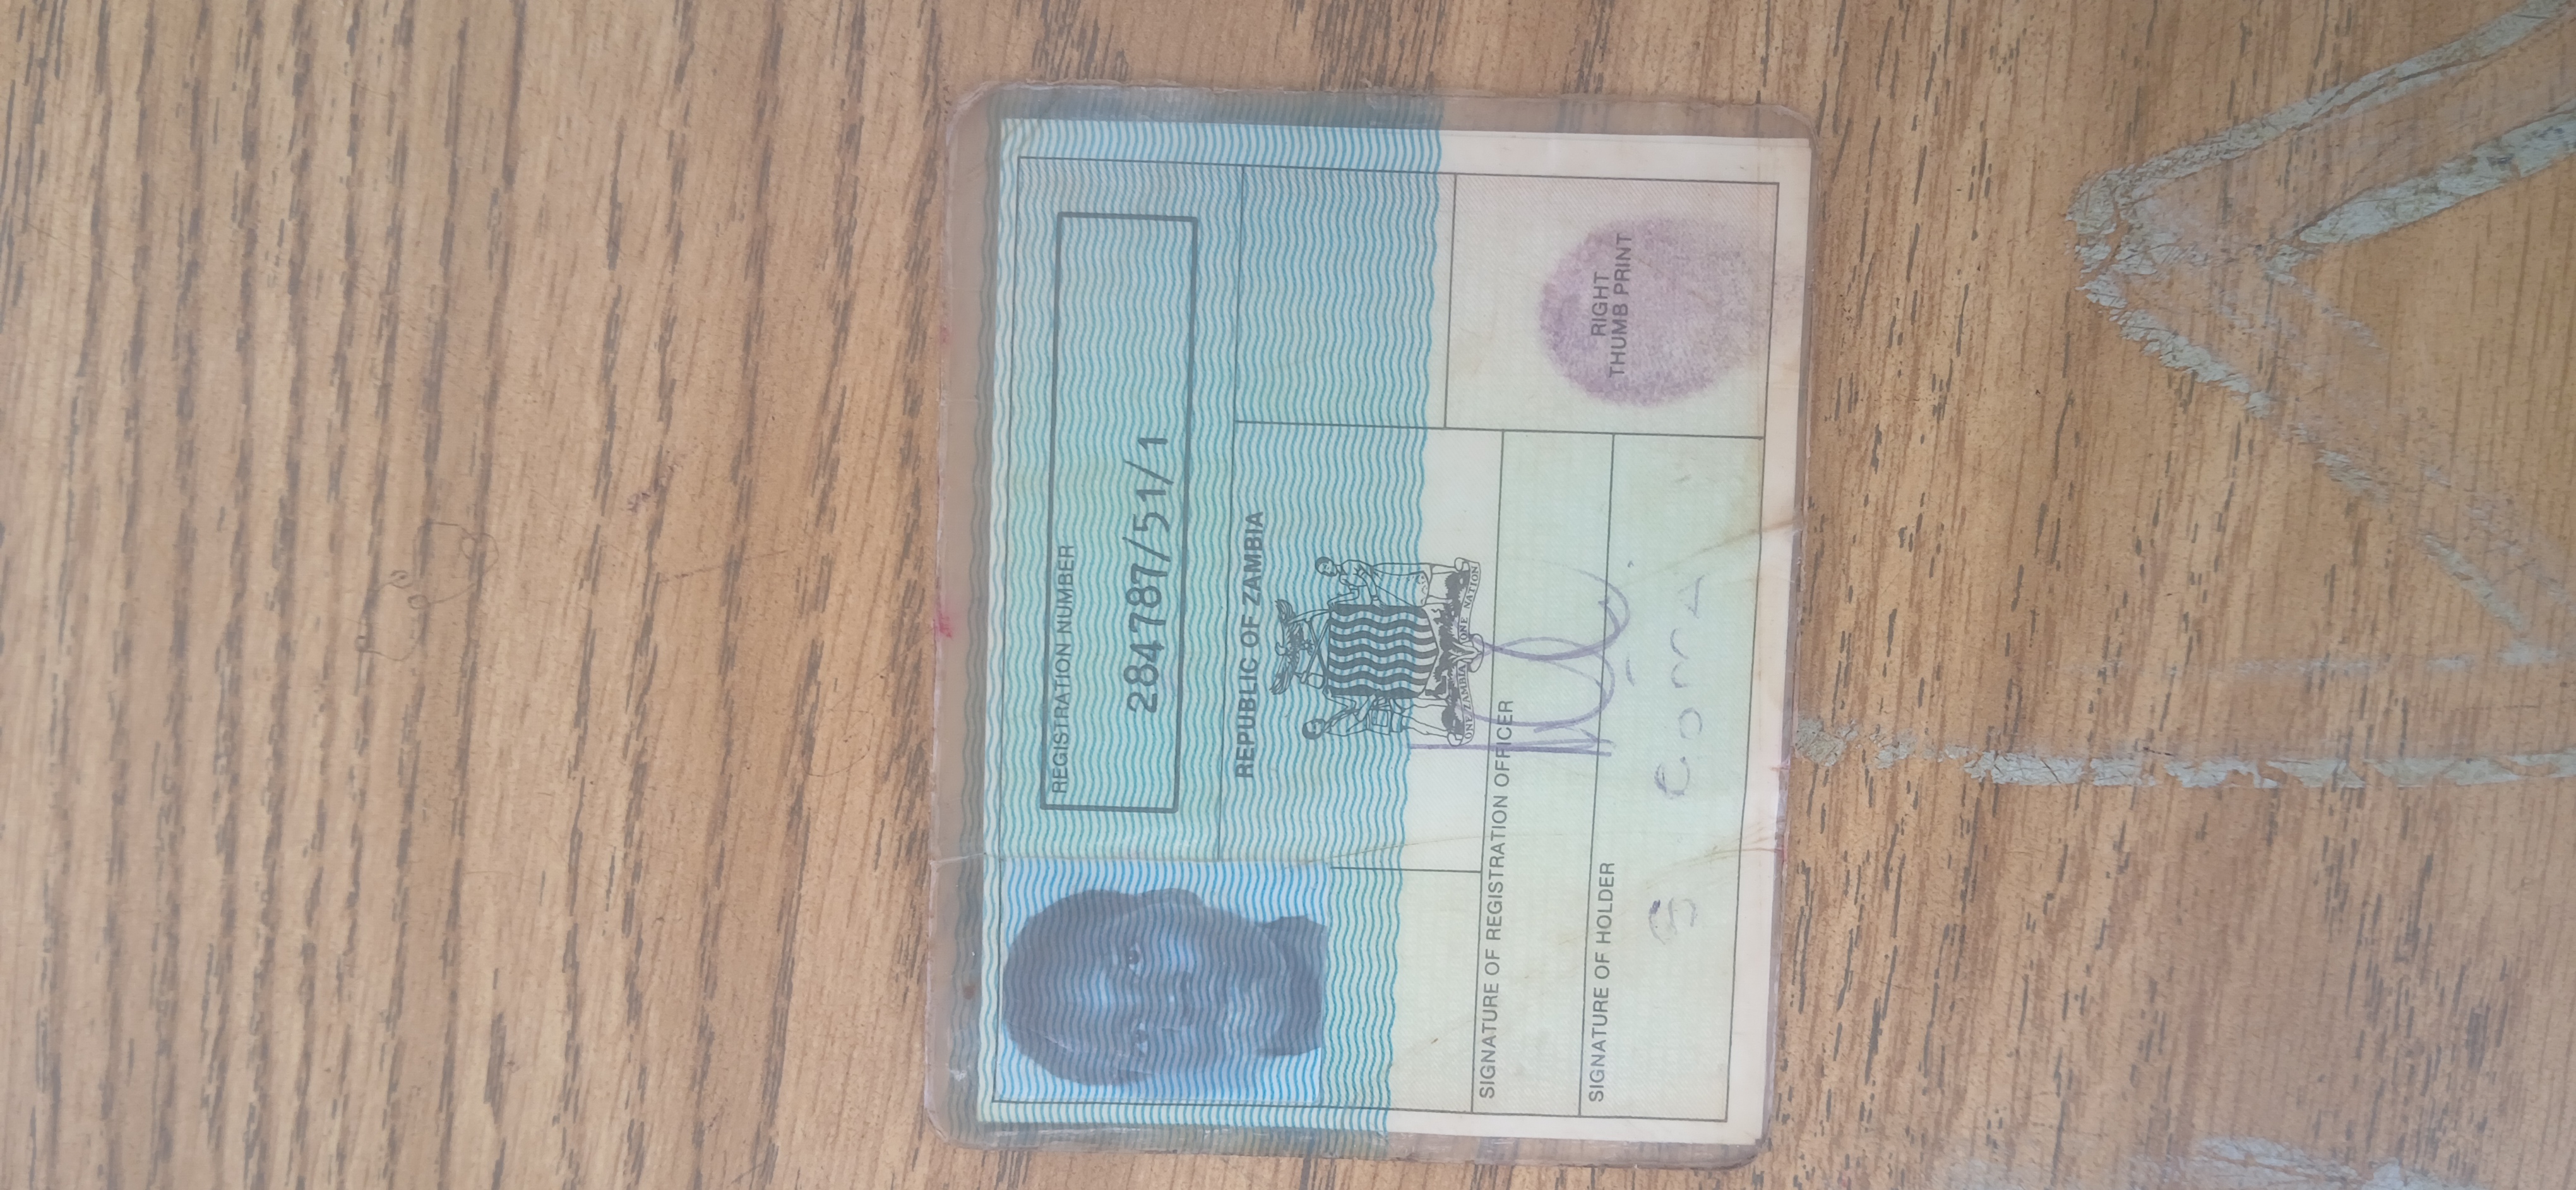 REGISTRATION NUMBER
284787/51/1
REPUBLIC OF ZAMBIA
ONE ZAMBIA ONE NATION
SIGNATURE OF REGISTRATION OFFICER
SIGNATURE OF HOLDER
RIGHT
THUMB PRINT